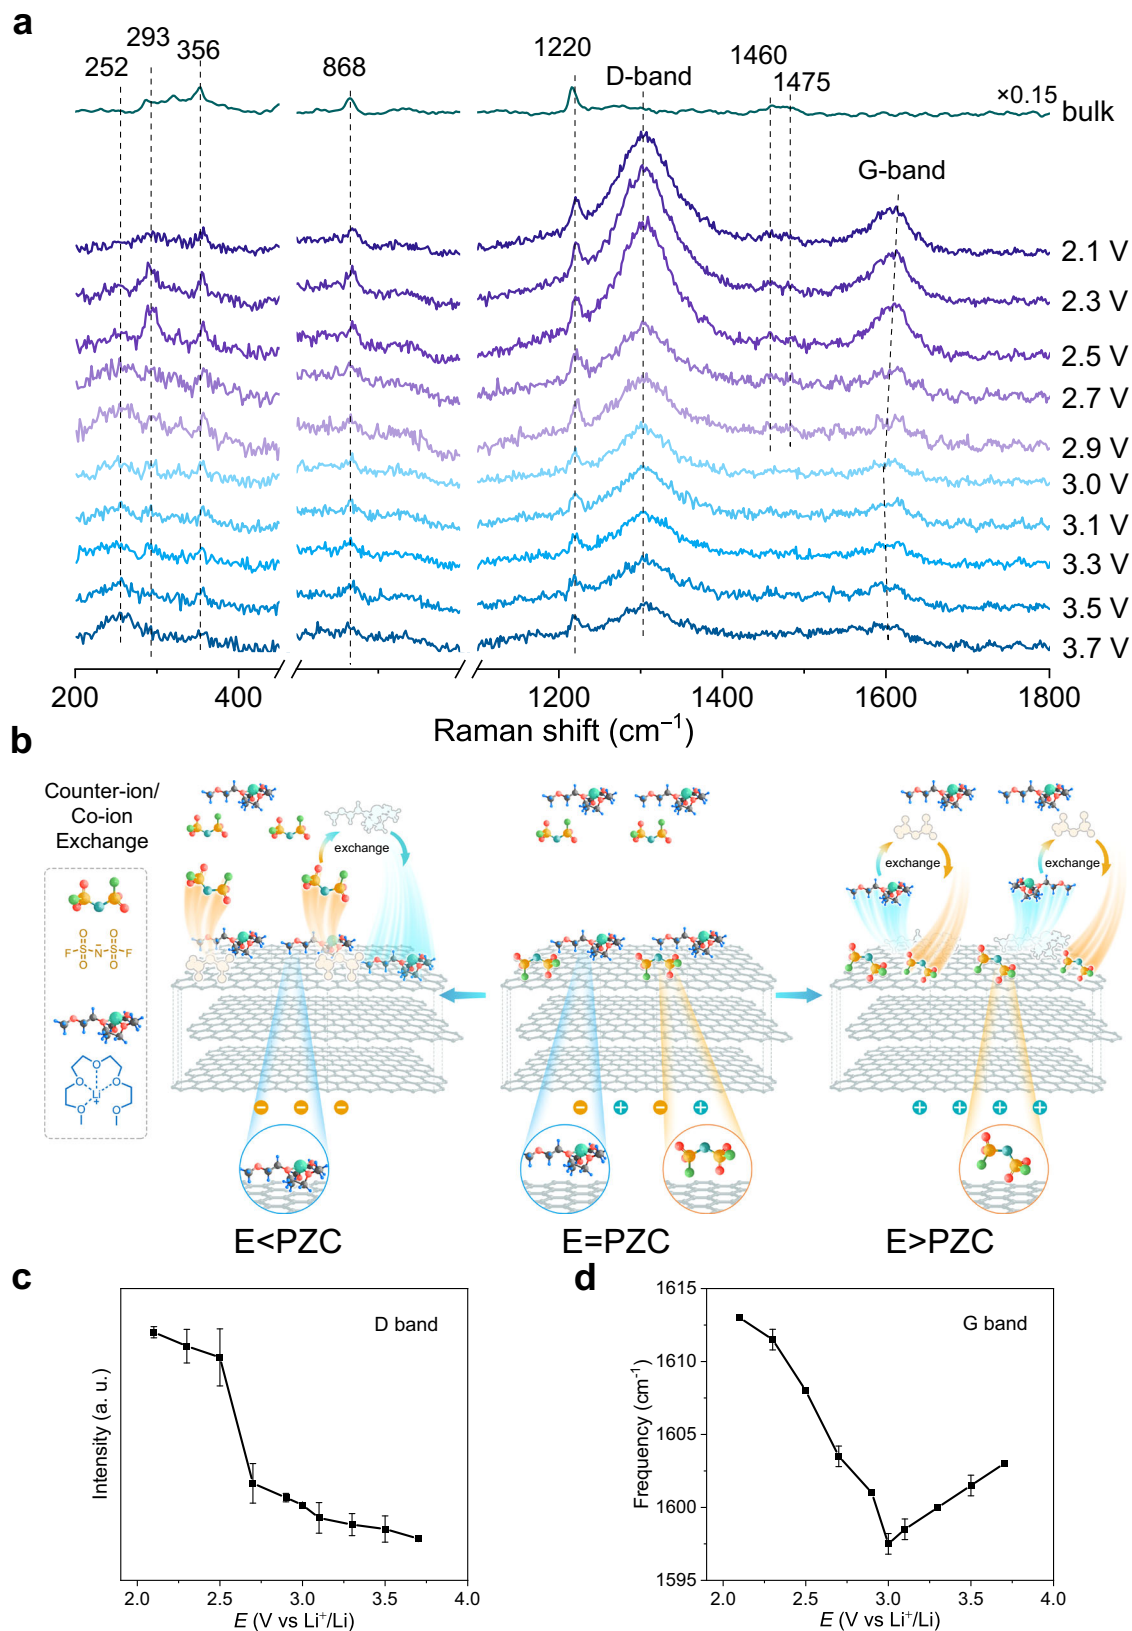 a
252
293
356
868
1220
D-band
1460
1475
×0.15
bulk
G-band
2.1 V
2.3 V
2.5 V
2.7 V
2.9 V
3.0 V
3.1 V
3.3 V
3.5 V
3.7 V
200 400 1200 1400 1600 1800
Raman shift (cm⁻¹)
b
Counter-ion/
Co-ion
Exchange
exchange
exchange
exchange
O O
F-S-N-S-F
O O
O
O O
Li
+
O O
E<PZC
E=PZC
E>PZC
c
D band
Intensity (a. u.)
2.0 2.5 3.0 3.5 4.0
E (V vs Li⁺/Li)
d
G band
Frequency (cm⁻¹)
1615
1610
1605
1600
1595
2.0 2.5 3.0 3.5 4.0
E (V vs Li⁺/Li)